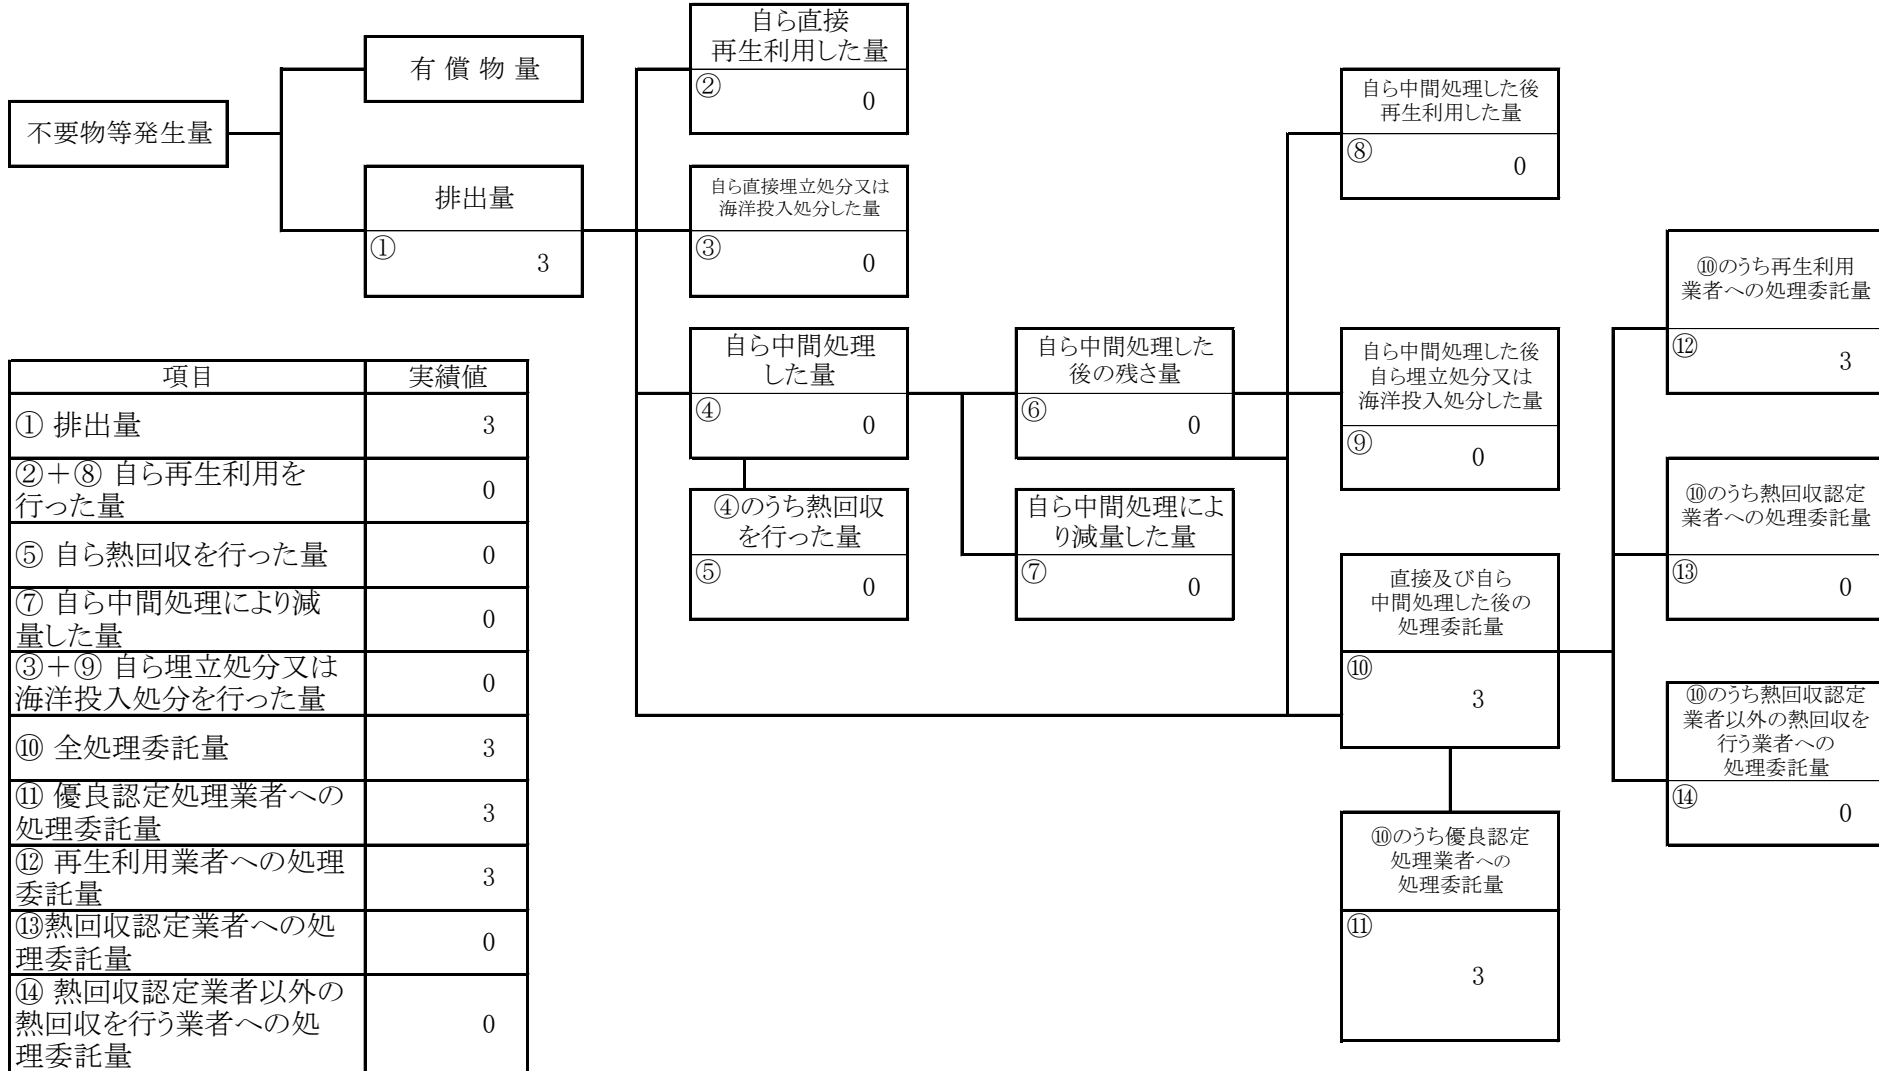 自ら直接
再生利用した量
②
0
有 償 物 量
不要物等発生量
自ら中間処理した後
再生利用した量
⑧
0
排出量
①
3
自ら直接埋立処分又は
海洋投入処分した量
③
0
⑩のうち再生利用
業者への処理委託量
⑫
3
自ら中間処理
した量
④
0
自ら中間処理した
後の残さ量
⑥
0
自ら中間処理した後
自ら埋立処分又は
海洋投入処分した量
⑨
0
④のうち熱回収
を行った量
⑤
0
自ら中間処理によ
り減量した量
⑦
0
⑩のうち熱回収認定
業者への処理委託量
⑬
0
直接及び自ら
中間処理した後の
処理委託量
⑩
3
⑩のうち熱回収認定
業者以外の熱回収を
行う業者への
処理委託量
⑭
0
⑩のうち優良認定
処理業者への
処理委託量
⑪
3
項目 実績値
① 排出量 3
②+⑧ 自ら再生利用を
行った量 0
⑤ 自ら熱回収を行った量 0
⑦ 自ら中間処理により減
量した量 0
③+⑨ 自ら埋立処分又は
海洋投入処分を行った量 0
⑩ 全処理委託量 3
⑪ 優良認定処理業者への
処理委託量 3
⑫ 再生利用業者への処理
委託量 3
⑬熱回収認定業者への処
理委託量 0
⑭ 熱回収認定業者以外の
熱回収を行う業者への処 0
理委託量